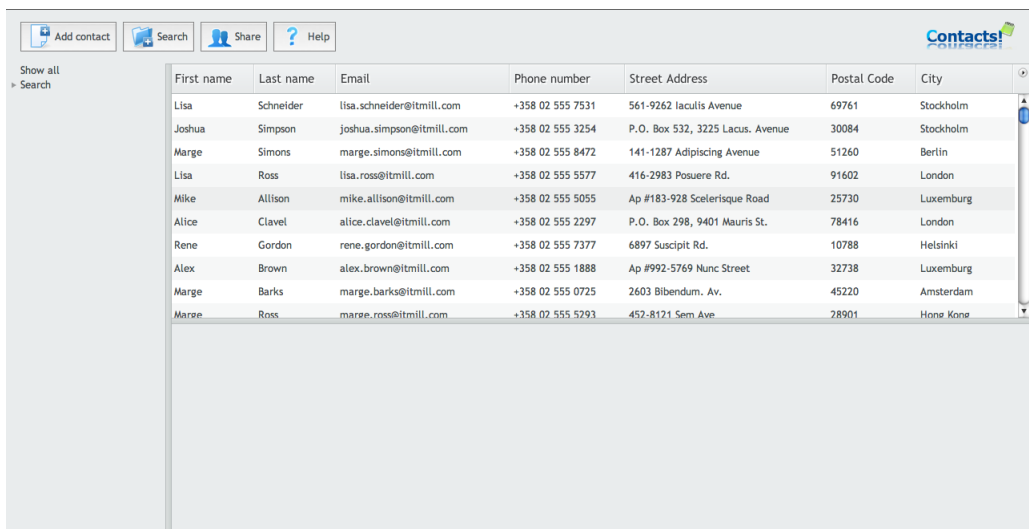 Add contact Search Share ? Help Contacts!
Show all
Search
First name Last name Email Phone number Street Address Postal Code City
Lisa Schneider lisa.schneider@itmill.com +358 02 555 7531 561-9262 Iaculis Avenue 69761 Stockholm
Joshua Simpson joshua.simpson@itmill.com +358 02 555 3254 P.O. Box 532, 3225 Lacus. Avenue 30084 Stockholm
Marge Simons marge.simons@itmill.com +358 02 555 8472 141-1287 Adipiscing Avenue 51260 Berlin
Lisa Ross lisa.ross@itmill.com +358 02 555 5577 416-2983 Posuere Rd. 91602 London
Mike Allison mike.allison@itmill.com +358 02 555 5055 Ap #183-928 Scelerisque Road 25730 Luxemburg
Alice Clavel alice.clavel@itmill.com +358 02 555 2297 P.O. Box 298, 9401 Mauris St. 78416 London
Rene Gordon rene.gordon@itmill.com +358 02 555 7377 6897 Suscipit Rd. 10788 Helsinki
Alex Brown alex.brown@itmill.com +358 02 555 1888 Ap #992-5769 Nunc Street 32738 Luxemburg
Marge Barks marge.barks@itmill.com +358 02 555 0725 2603 Bibendum. Av. 45220 Amsterdam
Marge Ross marge.ross@itmill.com +358 02 555 5293 452-8121 Sem Ave 28901 Hong Kong